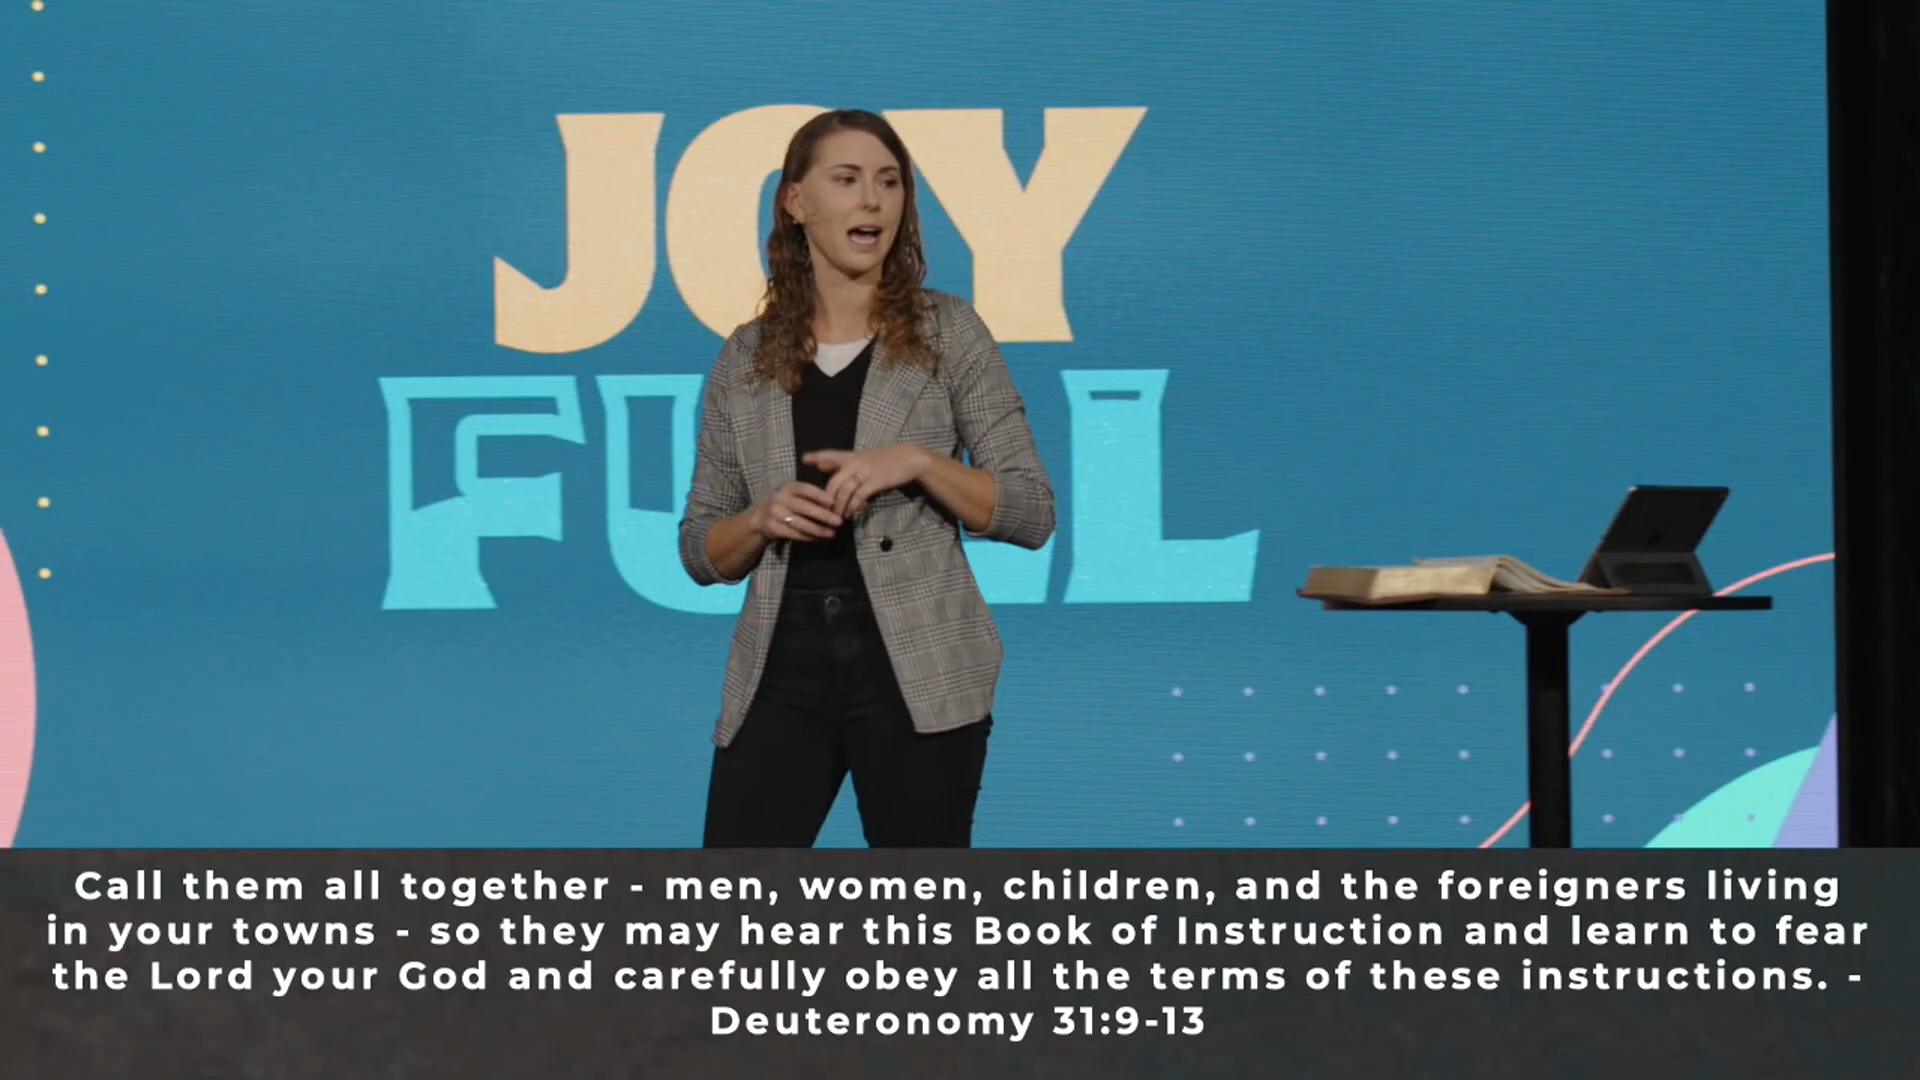 JOY
FULL
Call them all together - men, women, children, and the foreigners living
in your towns - so they may hear this Book of Instruction and learn to fear
the Lord your God and carefully obey all the terms of these instructions. -
Deuteronomy 31:9-13